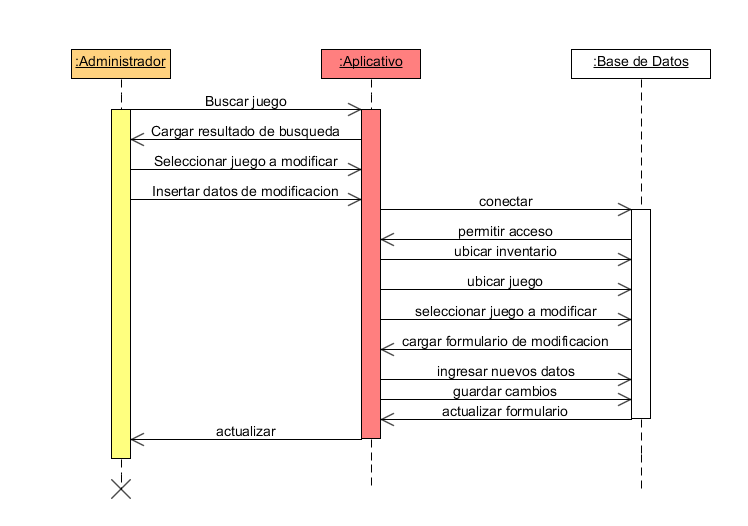 :Administrador
:Aplicativo
:Base de Datos
Buscar juego
Cargar resultado de busqueda
Seleccionar juego a modificar
Insertar datos de modificacion
conectar
permitir acceso
ubicar inventario
ubicar juego
seleccionar juego a modificar
cargar formulario de modificacion
ingresar nuevos datos
guardar cambios
actualizar formulario
actualizar